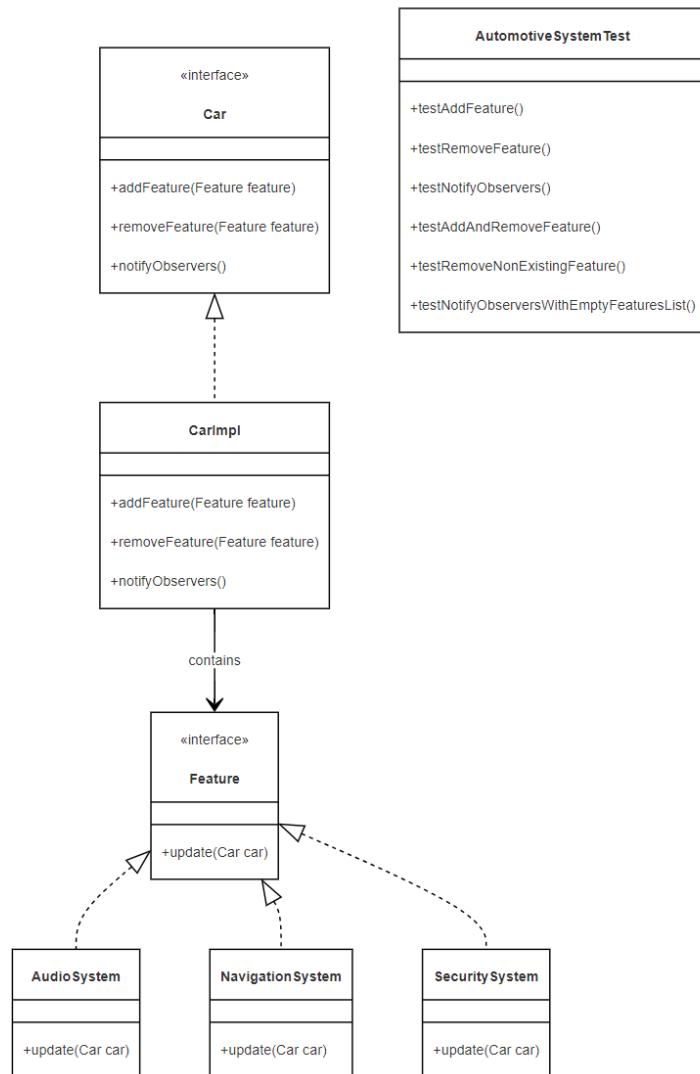 «interface»
Car
+addFeature(Feature feature)
+removeFeature(Feature feature)
+notifyObservers()
AutomotiveSystemTest
+testAddFeature()
+testRemoveFeature()
+testNotifyObservers()
+testAddAndRemoveFeature()
+testRemoveNonExistingFeature()
+testNotifyObserversWithEmptyFeaturesList()
CarImpl
+addFeature(Feature feature)
+removeFeature(Feature feature)
+notifyObservers()
contains
«interface»
Feature
+update(Car car)
AudioSystem
+update(Car car)
NavigationSystem
+update(Car car)
SecuritySystem
+update(Car car)